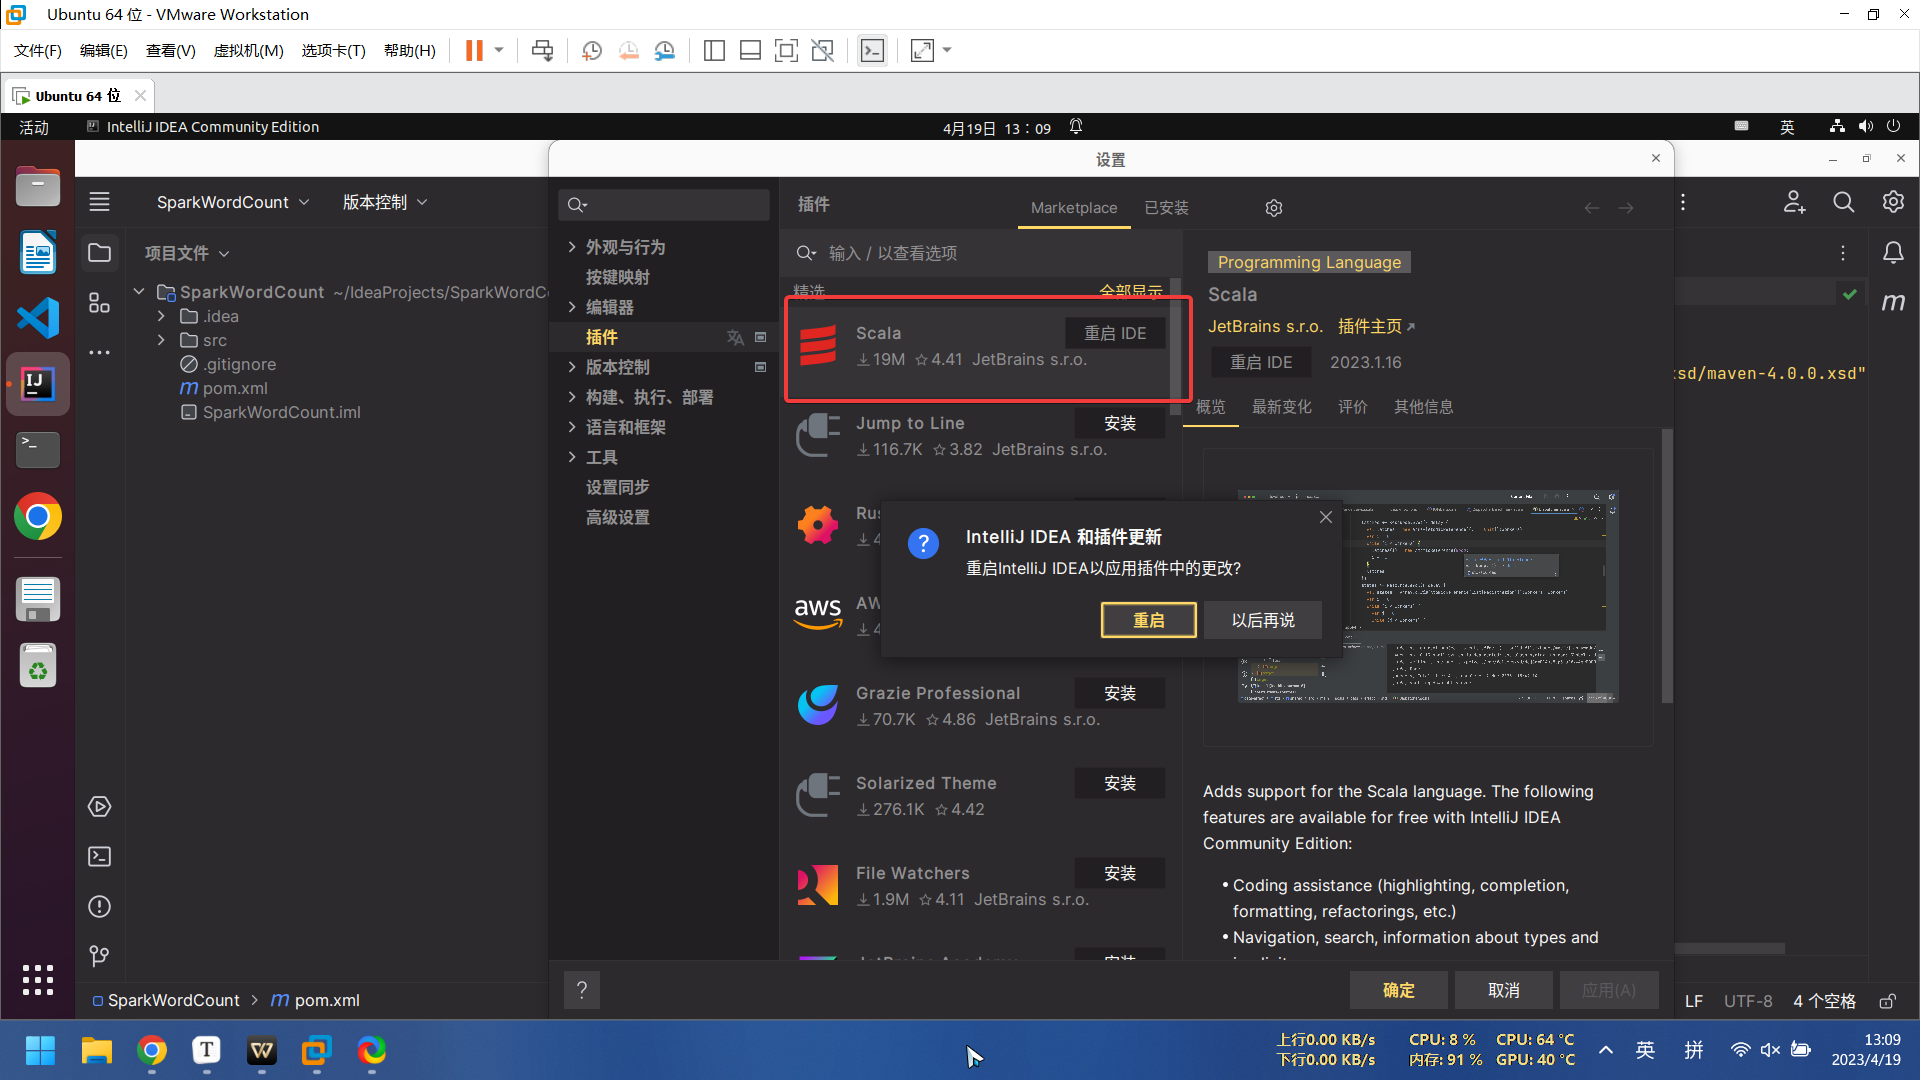 Ubuntu 64 位 - VMware Workstation
文件(F) 编辑(E) 查看(V) 虚拟机(M) 选项卡(T) 帮助(H)
Ubuntu 64 位
活动 IntelliJ IDEA Community Edition 4月19日 13：09 英
设置
SparkWordCount 版本控制
插件 Marketplace 已安装
项目文件
输入 / 以查看选项
外观与行为
按键映射
编辑器
插件
版本控制
构建、执行、部署
语言和框架
工具
设置同步
高级设置
SparkWordCount ~/IdeaProjects/SparkWordCo
.idea
src
.gitignore
pom.xml
SparkWordCount.iml
精选 全部显示
Scala 重启 IDE
19M 4.41 JetBrains s.r.o.
Jump to Line 安装
116.7K 3.82 JetBrains s.r.o.
Rus
4
aws AW
4
Grazie Professional 安装
70.7K 4.86 JetBrains s.r.o.
Solarized Theme 安装
276.1K 4.42
File Watchers 安装
1.9M 4.11 JetBrains s.r.o.
JetBrains Academy 安装
Programming Language
Scala
JetBrains s.r.o. 插件主页
重启 IDE 2023.1.16
概览 最新变化 评价 其他信息
xsd/maven-4.0.0.xsd"
IntelliJ IDEA 和插件更新
重启IntelliJ IDEA以应用插件中的更改?
重启 以后再说
Adds support for the Scala language. The following
features are available for free with IntelliJ IDEA
Community Edition:
• Coding assistance (highlighting, completion,
formatting, refactorings, etc.)
• Navigation, search, information about types and
? 确定 取消 应用(A)
SparkWordCount > pom.xml LF UTF-8 4 个空格
上行0.00 KB/s CPU: 8 % CPU: 64 °C
下行0.00 KB/s 内存: 91 % GPU: 40 °C
英 拼
13:09
2023/4/19